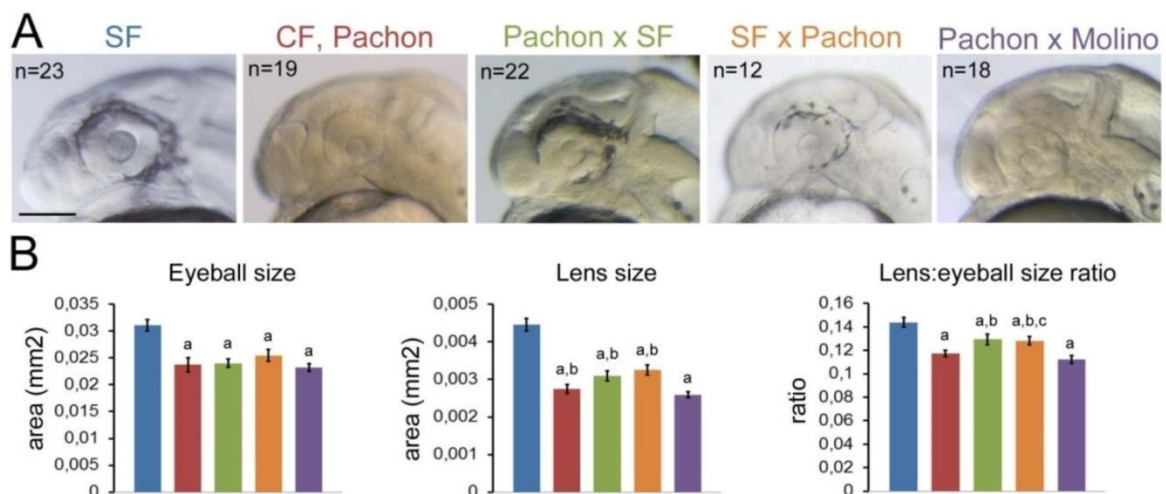 A
SF
CF, Pachon
Pachon x SF
SF x Pachon
Pachon x Molino
n=23
n=19
n=22
n=12
n=18
B
Eyeball size
area (mm2)
0,035
0,03
0,025
0,02
0,015
0,01
0,005
0
a
a
a
a
Lens size
area (mm2)
0,005
0,004
0,003
0,002
0,001
0
a,b
a,b
a,b
a
Lens:eyeball size ratio
ratio
0,16
0,14
0,12
0,1
0,08
0,06
0,04
0,02
0
a
a,b
a,b,c
a